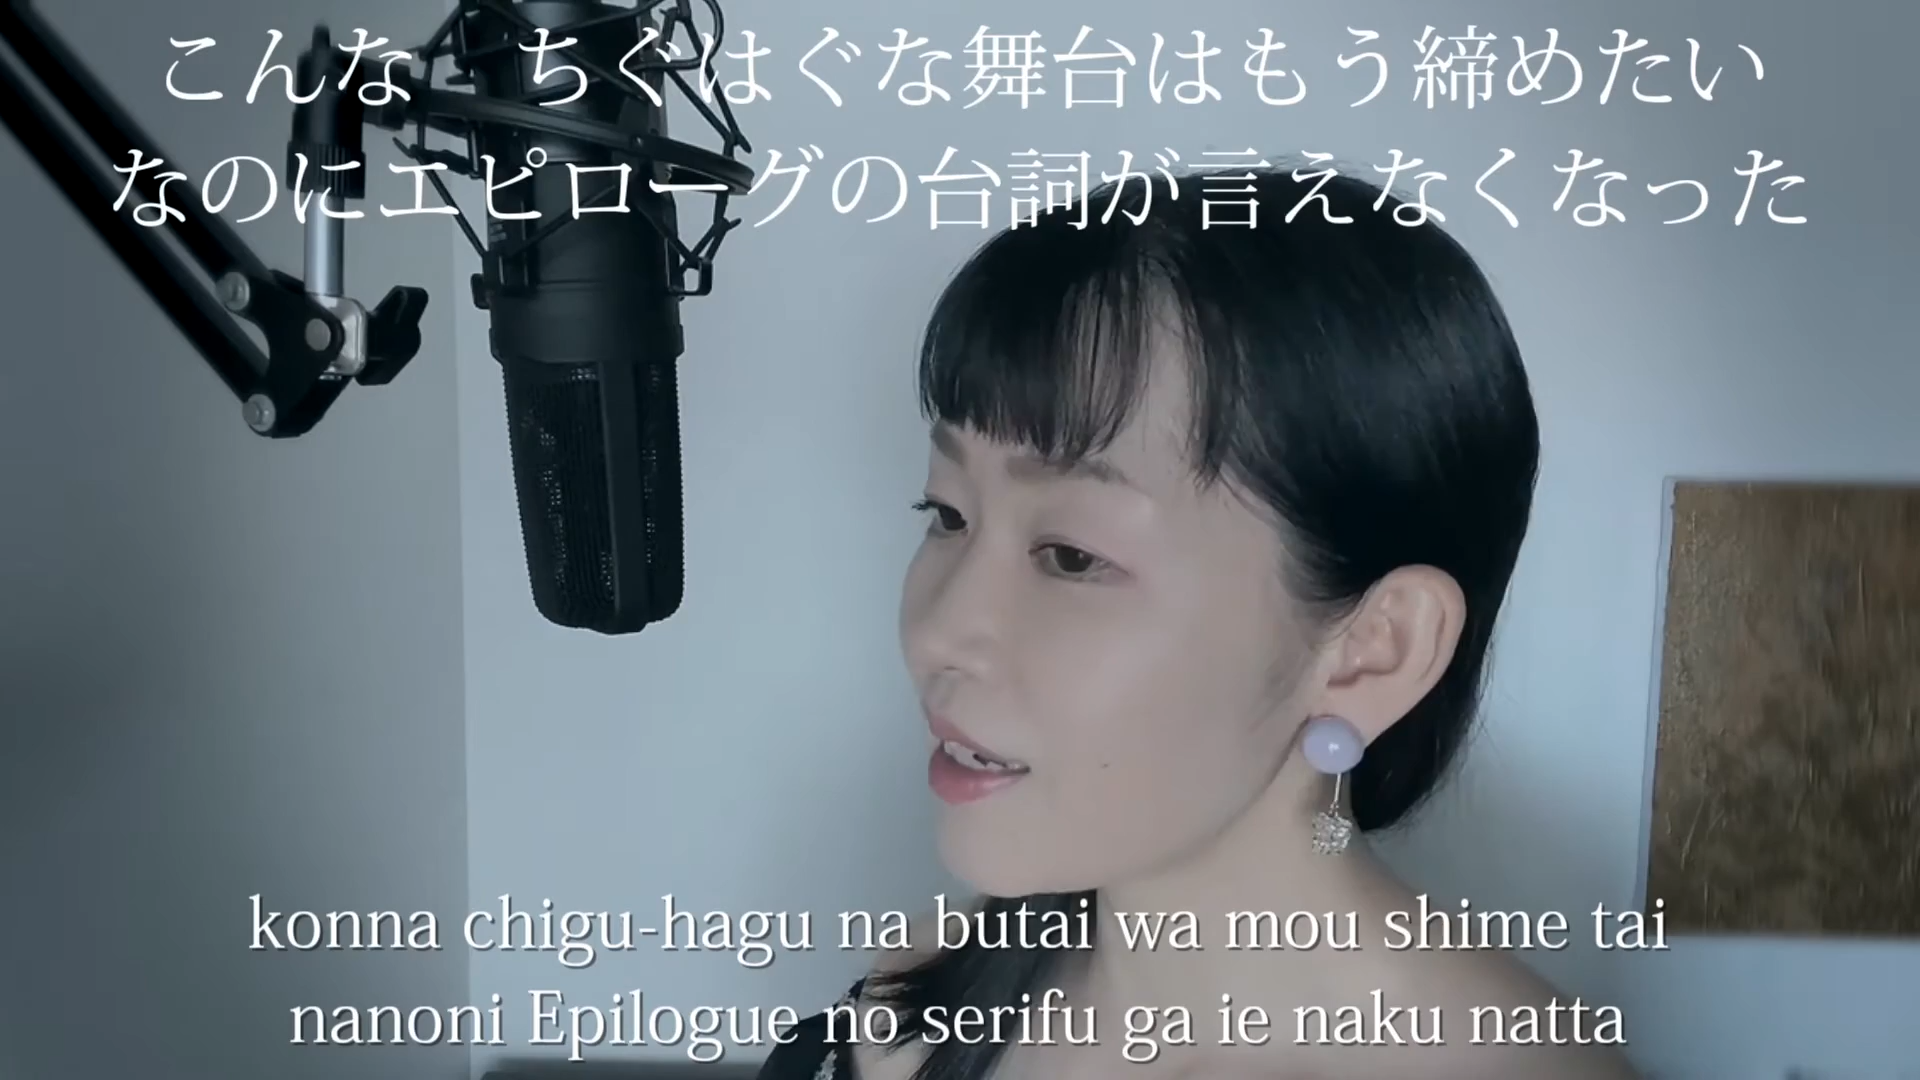 こんな　ちぐはぐな舞台はもう締めたい
なのにエピローグの台詞が言えなくなった
konna chigu-hagu na butai wa mou shime tai
nanoni Epilogue no serifu ga ie naku natta